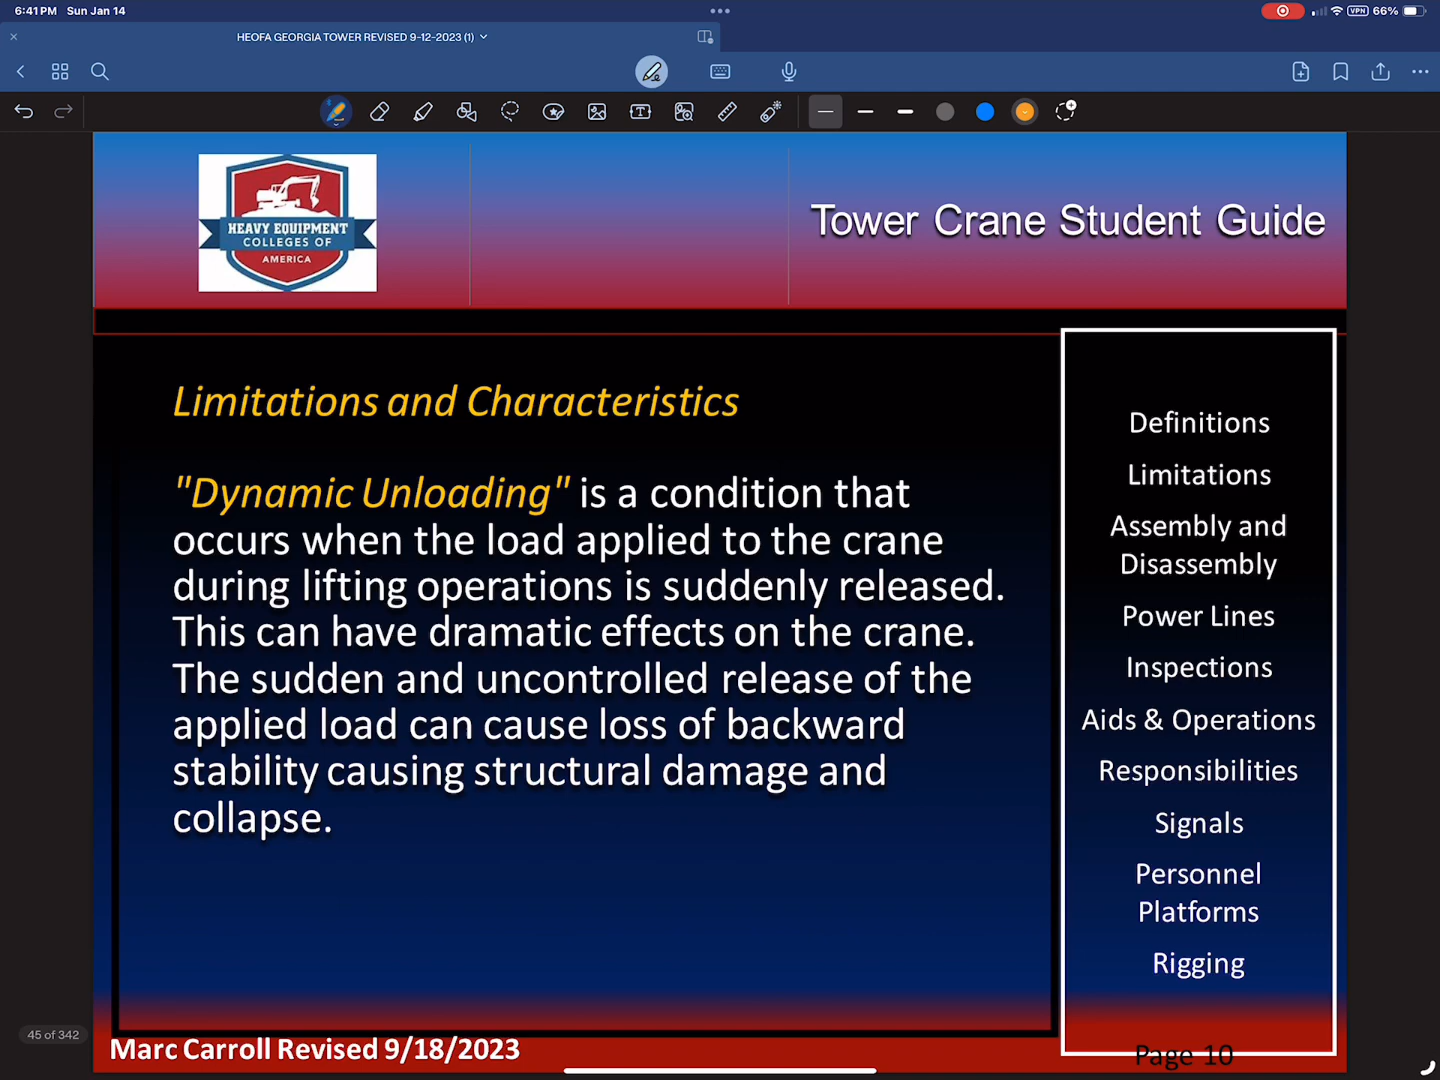 6:41 PM Sun Jan 14
VPN 66%
HEOFA GEORGIA TOWER REVISED 9-12-2023 (1)
HEAVY EQUIPMENT
COLLEGES OF
AMERICA
Tower Crane Student Guide
Limitations and Characteristics
"Dynamic Unloading" is a condition that
occurs when the load applied to the crane
during lifting operations is suddenly released.
This can have dramatic effects on the crane.
The sudden and uncontrolled release of the
applied load can cause loss of backward
stability causing structural damage and
collapse.
Definitions
Limitations
Assembly and
Disassembly
Power Lines
Inspections
Aids & Operations
Responsibilities
Signals
Personnel
Platforms
Rigging
45 of 342
Marc Carroll Revised 9/18/2023
Page 10